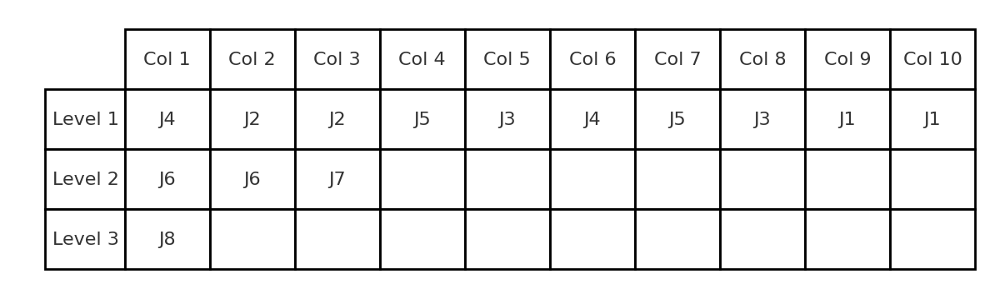 Col 1 Col 2 Col 3 Col 4 Col 5 Col 6 Col 7 Col 8 Col 9 Col 10
Level 1 J4 J2 J2 J5 J3 J4 J5 J3 J1 J1
Level 2 J6 J6 J7
Level 3 J8